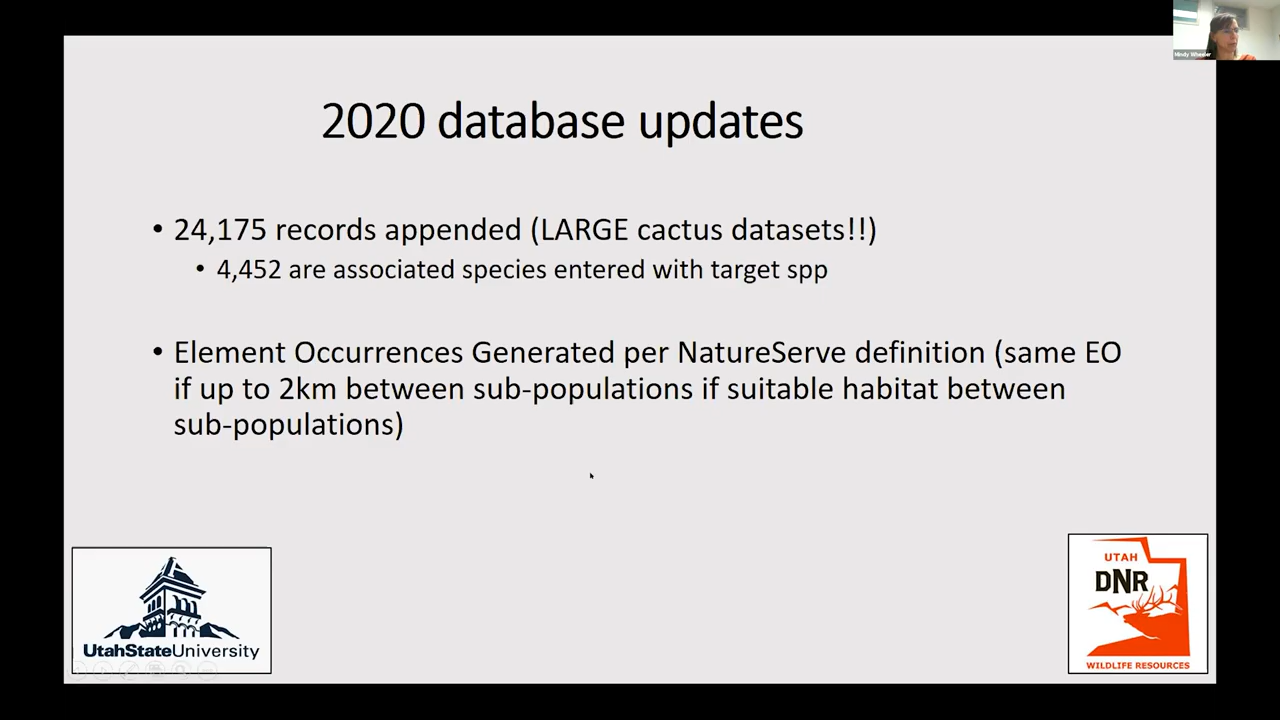 Mindy Wheeler
2020 database updates
• 24,175 records appended (LARGE cactus datasets!!)
• 4,452 are associated species entered with target spp
• Element Occurrences Generated per NatureServe definition (same EO
if up to 2km between sub-populations if suitable habitat between
sub-populations)
UtahStateUniversity
UTAH
DNR
WILDLIFE RESOURCES